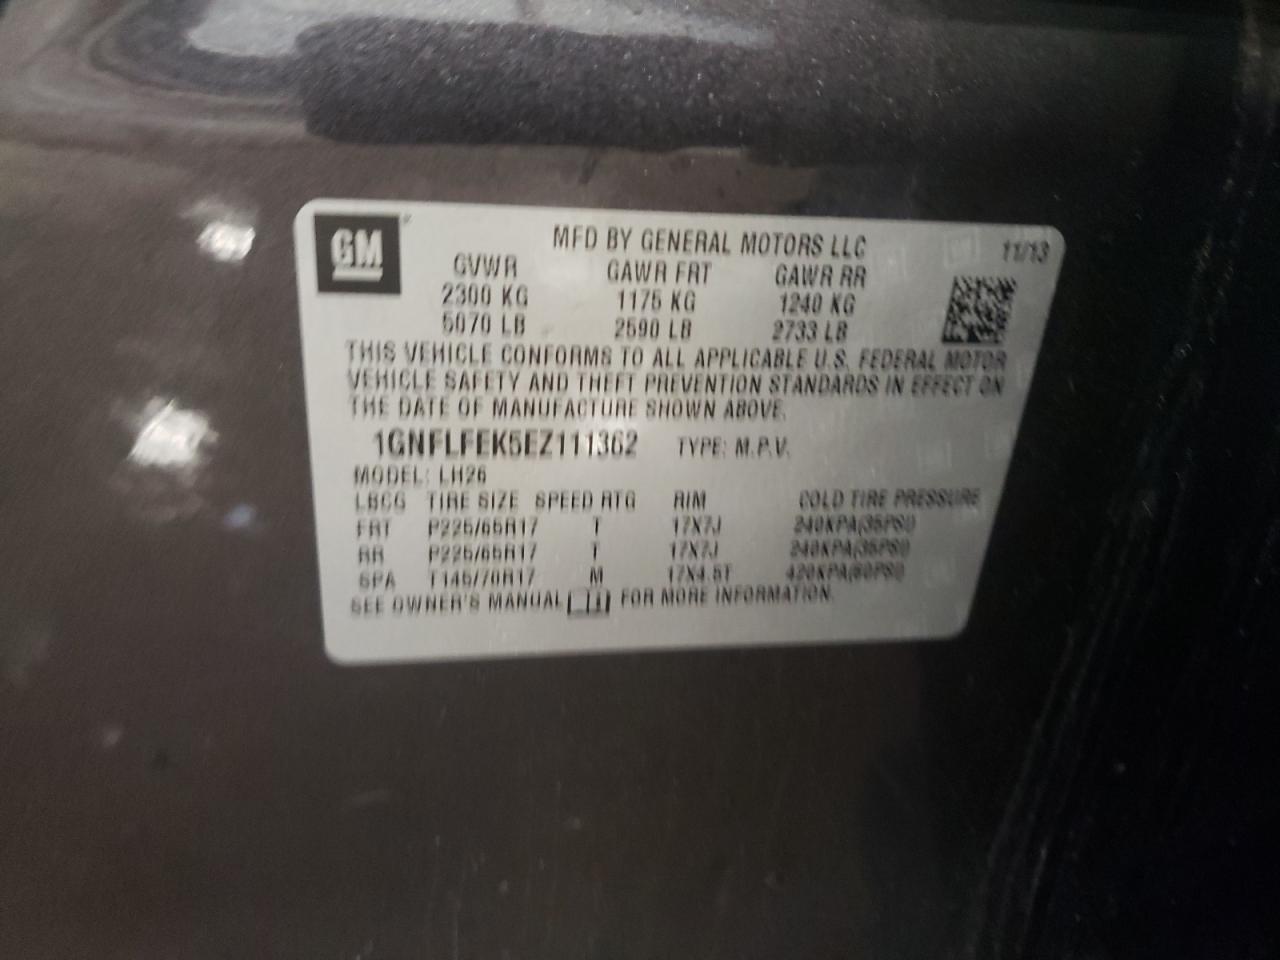 GM
MFD BY GENERAL MOTORS LLC 11/13
GVWR GAWR FRT GAWR RR
2300 KG 1175 KG 1240 KG
5070 LB 2590 LB 2733 LB
THIS VEHICLE CONFORMS TO ALL APPLICABLE U.S. FEDERAL MOTOR
VEHICLE SAFETY AND THEFT PREVENTION STANDARDS IN EFFECT ON
THE DATE OF MANUFACTURE SHOWN ABOVE.
1GNFLFEK5EZ111362 TYPE: M.P.V.
MODEL: LH26
LBCG TIRE SIZE SPEED RTG RIM COLD TIRE PRESSURE
FRT P225/65R17 T 17X7J 240KPA(35PSI)
RR P225/65R17 T 17X7J 240KPA(35PSI)
SPA T145/70R17 M 17X4.5T 420KPA(60PSI)
SEE OWNER'S MANUAL FOR MORE INFORMATION.